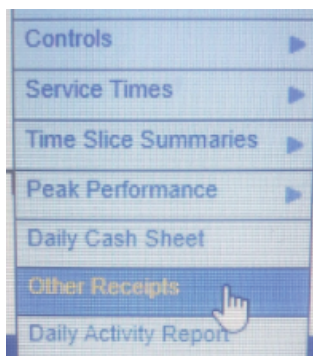 Controls
Service Times
Time Slice Summaries
Peak Performance
Daily Cash Sheet
Other Receipts
Daily Activity Report